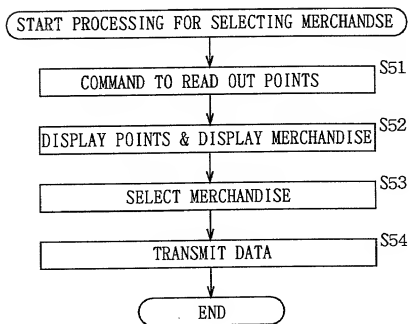 START PROCESSING FOR SELECTING MERCHANDSE
S51
COMMAND TO READ OUT POINTS
S52
DISPLAY POINTS & DISPLAY MERCHANDISE
S53
SELECT MERCHANDISE
S54
TRANSMIT DATA
END